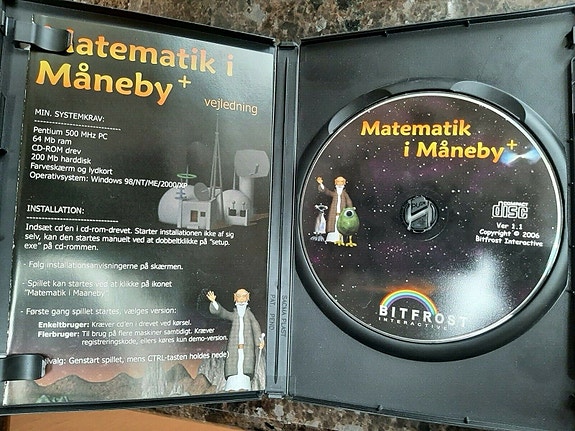 Matematik i
Måneby+
vejledning
MIN. SYSTEMKRAV:
Pentium 500 MHz PC
64 Mb ram
CD-ROM drev
200 Mb harddisk
Farveskærm og lydkort
Operativsystem: Windows 98/NT/ME/2000/XP
INSTALLATION:
Indsæt cd'en i cd-rom-drevet. Starter installationen ikke af sig
selv, kan den startes manuelt ved at dobbeltklikke på "setup.
exe" på cd-rommen.
- Følg installationsanvisningerne på skærmen.
- Spillet kan startes ved at klikke på ikonet
"Matematik i Maaneby"
- Første gang spillet startes, vælges version:
Enkeltbruger: Kræver cd'en i drevet ved kørsel.
Flerbruger: Til brug på flere maskiner samtidigt. Kræver
registreringskode, ellers køres kun demo-version.
valg: Genstart spillet, mens CTRL-tasten holdes nede)
Matematik
i Måneby+
COMPACT
disc
Ver 1.1
Copyright © 2006
Bitfrost Interactive
BITFROST
INTERACTIVE